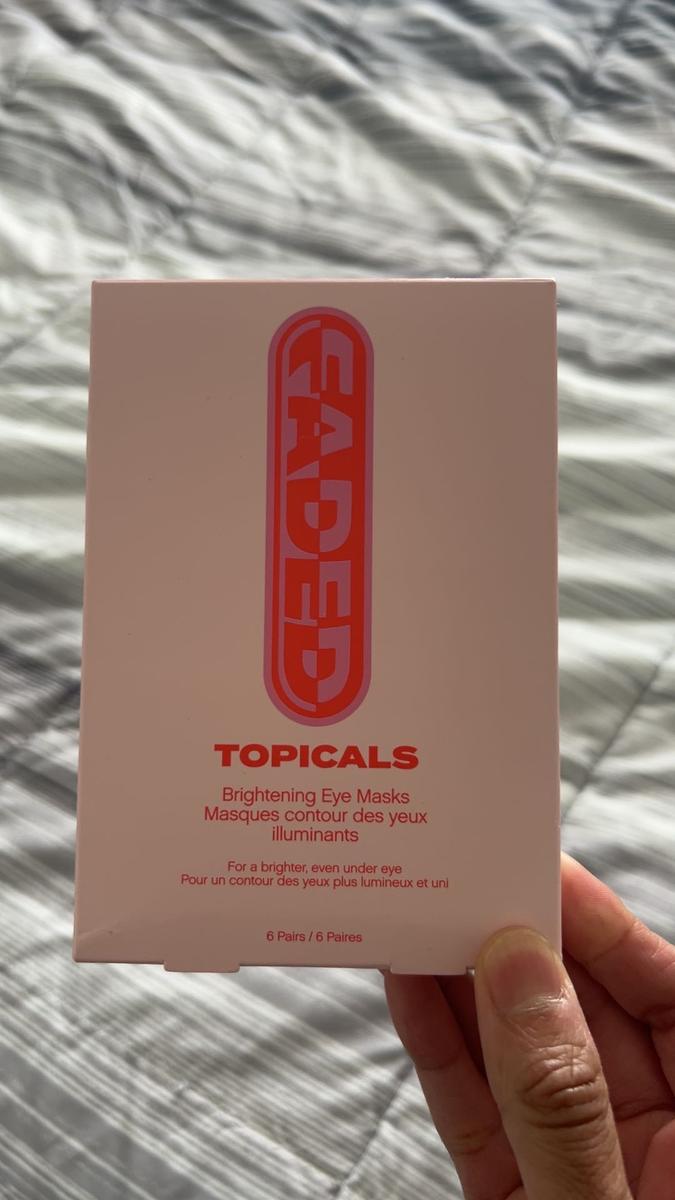 FADED
TOPICALS
Brightening Eye Masks
Masques contour des yeux
illuminants
For a brighter, even under eye
Pour un contour des yeux plus lumineux et uni
6 Pairs / 6 Paires